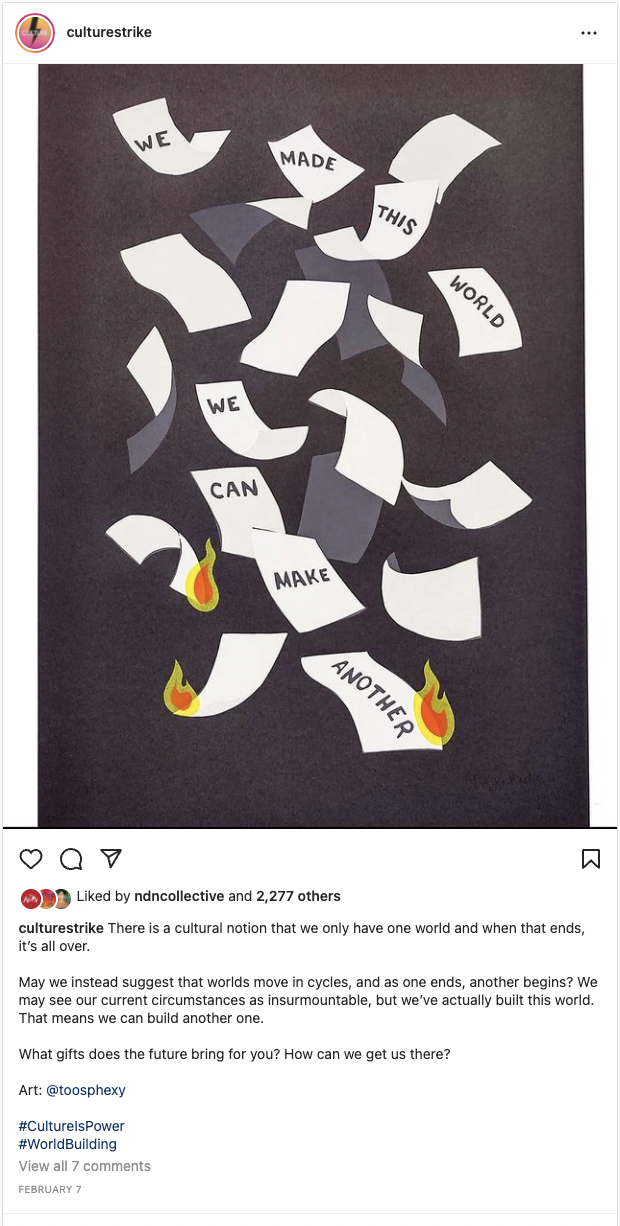 culturestrike
WE
MADE
THIS
WORLD
WE
CAN
MAKE
ANOTHER
Liked by ndncollective and 2,277 others
culturestrike There is a cultural notion that we only have one world and when that ends,
it's all over.
May we instead suggest that worlds move in cycles, and as one ends, another begins? We
may see our current circumstances as insurmountable, but we've actually built this world.
That means we can build another one.
What gifts does the future bring for you? How can we get us there?
Art: @toosphexy
#CultureIsPower
#WorldBuilding
View all 7 comments
FEBRUARY 7